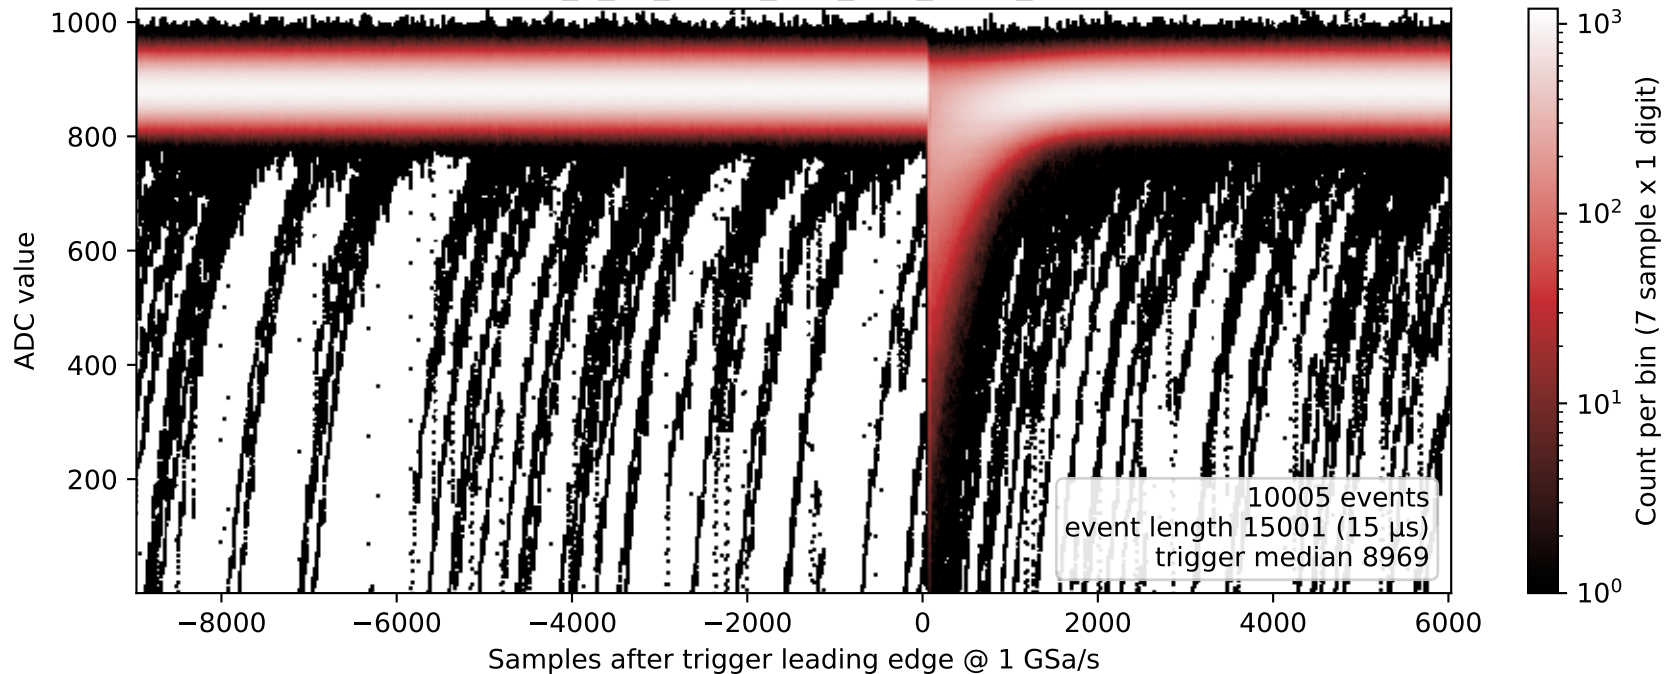 1000
800
600
400
200
ADC value
−8000
−6000
−4000
−2000
0
2000
4000
6000
Samples after trigger leading edge @ 1 GSa/s
10005 events
event length 15001 (15 µs)
trigger median 8969
10³
10²
10¹
10⁰
Count per bin (7 sample x 1 digit)